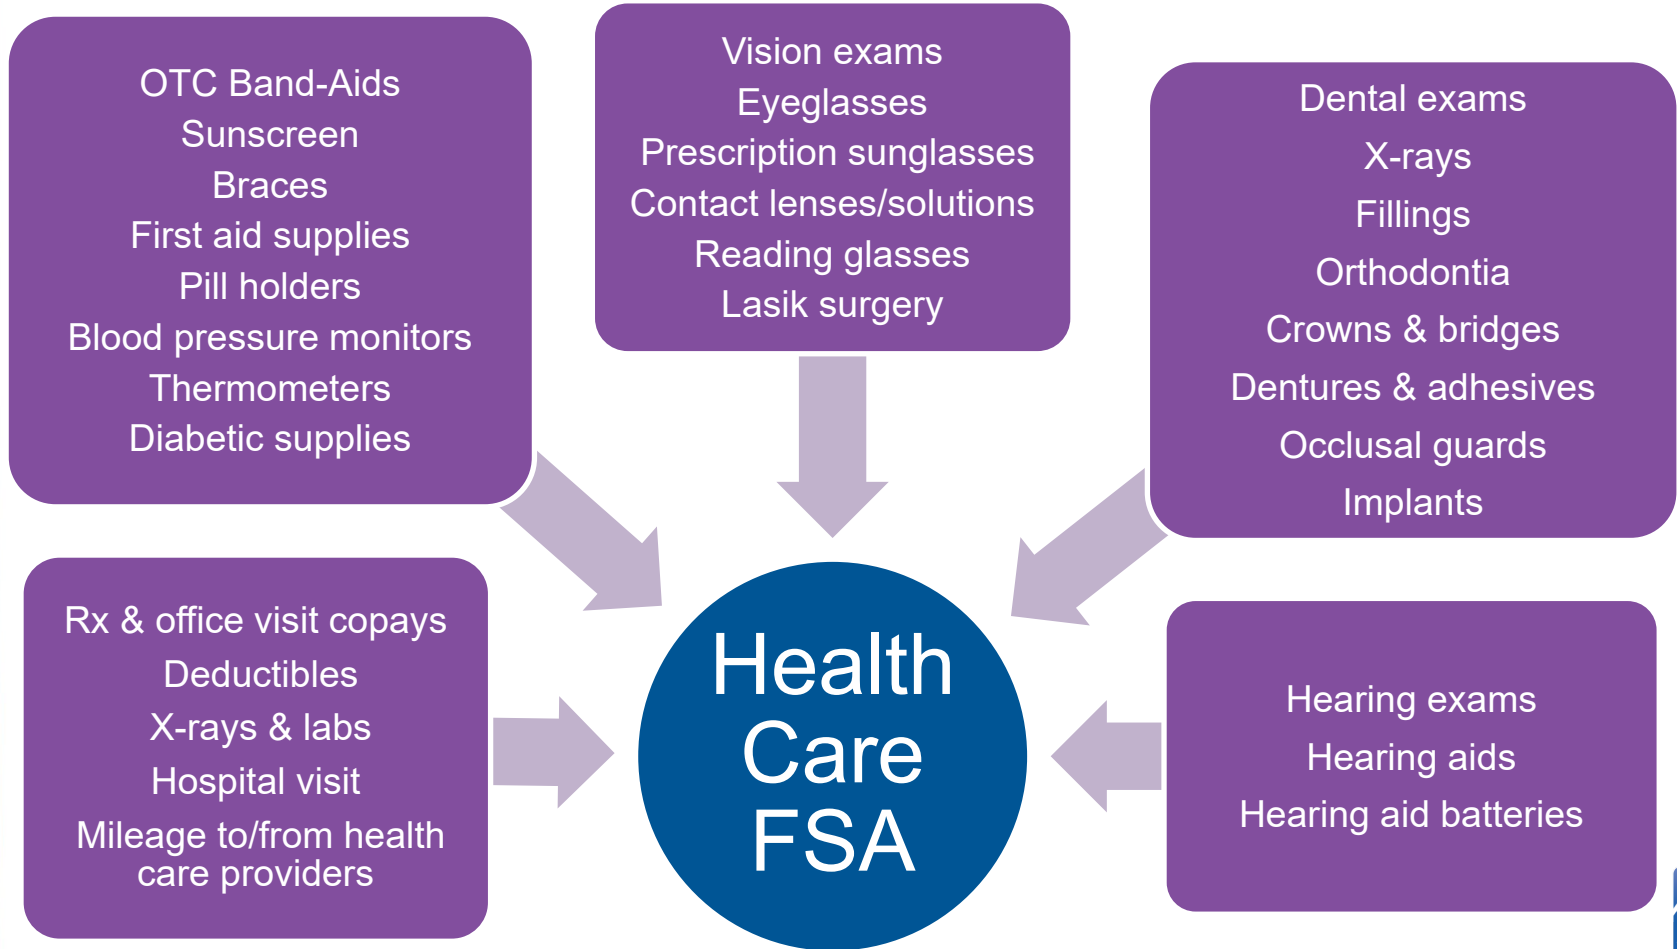 OTC Band-Aids
Sunscreen
Braces
First aid supplies
Pill holders
Blood pressure monitors
Thermometers
Diabetic supplies
Vision exams
Eyeglasses
Prescription sunglasses
Contact lenses/solutions
Reading glasses
Lasik surgery
Dental exams
X-rays
Fillings
Orthodontia
Crowns & bridges
Dentures & adhesives
Occlusal guards
Implants
Rx & office visit copays
Deductibles
X-rays & labs
Hospital visit
Mileage to/from health
care providers
Health
Care
FSA
Hearing exams
Hearing aids
Hearing aid batteries